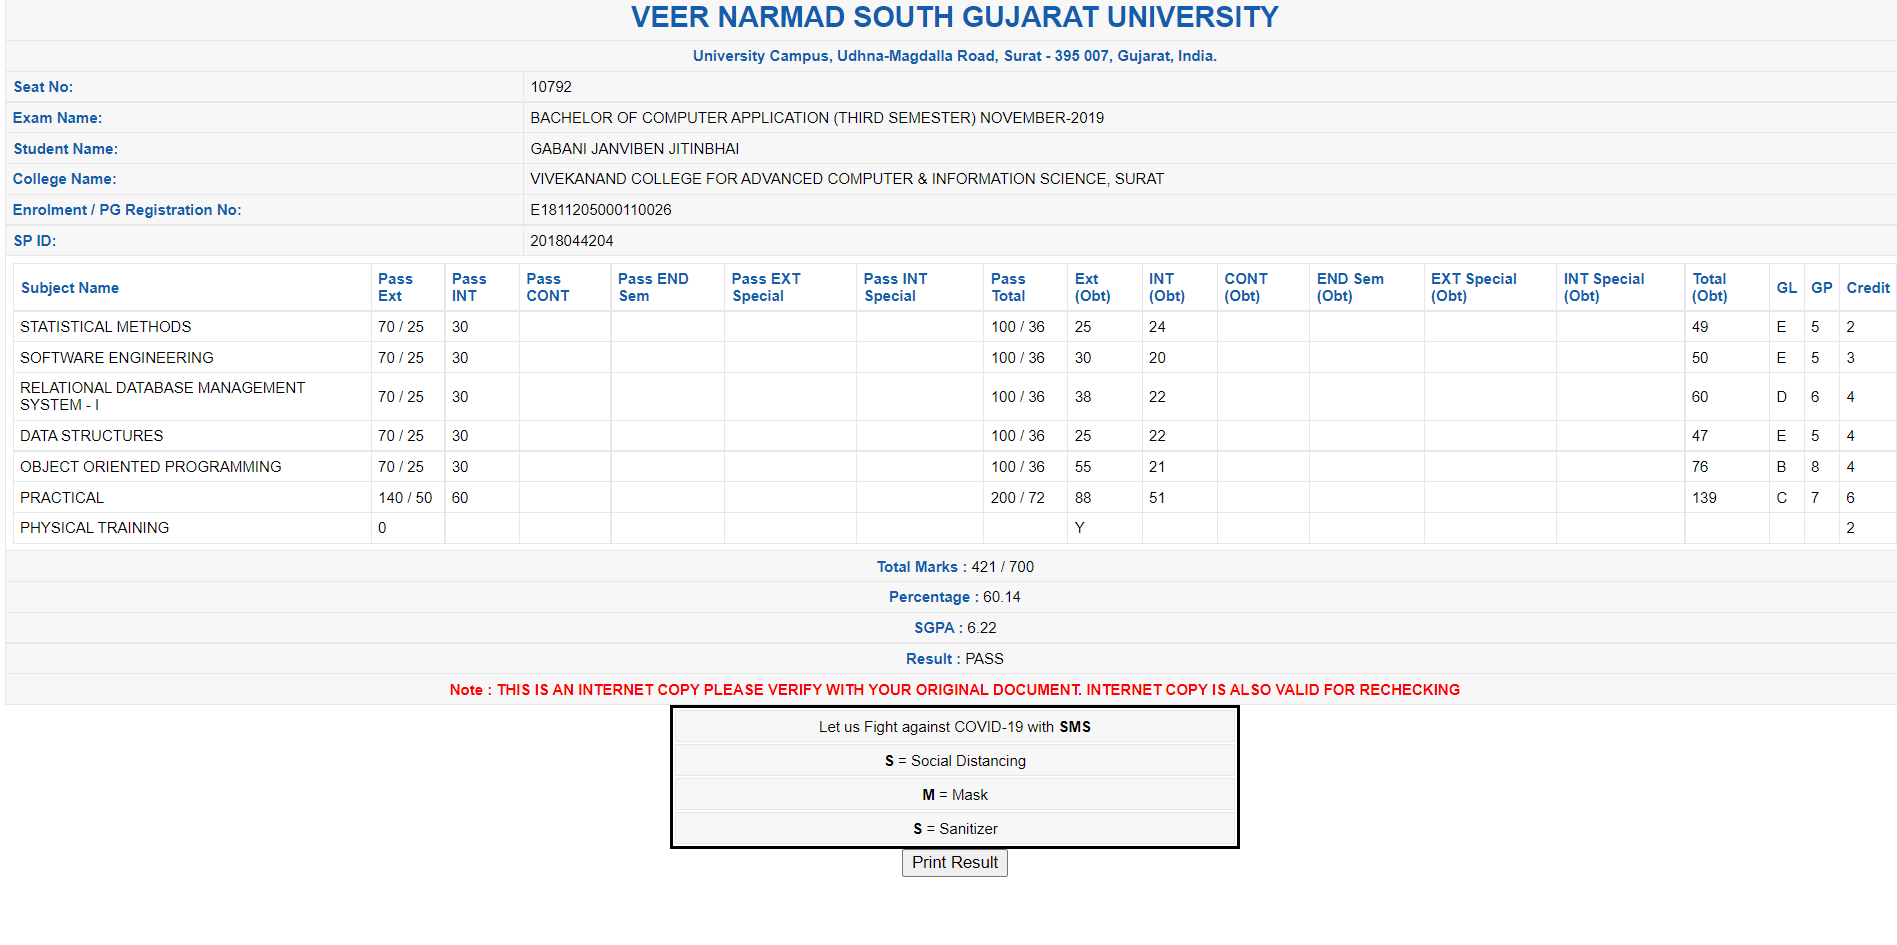 VEER NARMAD SOUTH GUJARAT UNIVERSITY
University Campus, Udhna-Magdalla Road, Surat - 395 007, Gujarat, India.
Seat No: 10792
Exam Name: BACHELOR OF COMPUTER APPLICATION (THIRD SEMESTER) NOVEMBER-2019
Student Name: GABANI JANVIBEN JITINBHAI
College Name: VIVEKANAND COLLEGE FOR ADVANCED COMPUTER & INFORMATION SCIENCE, SURAT
Enrolment / PG Registration No: E1811205000110026
SP ID: 2018044204
Subject Name Pass Ext Pass INT Pass CONT Pass END Sem Pass EXT Special Pass INT Special Pass Total Ext (Obt) INT (Obt) CONT (Obt) END Sem (Obt) EXT Special (Obt) INT Special (Obt) Total (Obt) GL GP Credit
STATISTICAL METHODS 70 / 25 30 100 / 36 25 24 49 E 5 2
SOFTWARE ENGINEERING 70 / 25 30 100 / 36 30 20 50 E 5 3
RELATIONAL DATABASE MANAGEMENT SYSTEM - I 70 / 25 30 100 / 36 38 22 60 D 6 4
DATA STRUCTURES 70 / 25 30 100 / 36 25 22 47 E 5 4
OBJECT ORIENTED PROGRAMMING 70 / 25 30 100 / 36 55 21 76 B 8 4
PRACTICAL 140 / 50 60 200 / 72 88 51 139 C 7 6
PHYSICAL TRAINING 0 Y 2
Total Marks : 421 / 700
Percentage : 60.14
SGPA : 6.22
Result : PASS
Note : THIS IS AN INTERNET COPY PLEASE VERIFY WITH YOUR ORIGINAL DOCUMENT. INTERNET COPY IS ALSO VALID FOR RECHECKING
Let us Fight against COVID-19 with SMS
S = Social Distancing
M = Mask
S = Sanitizer
Print Result